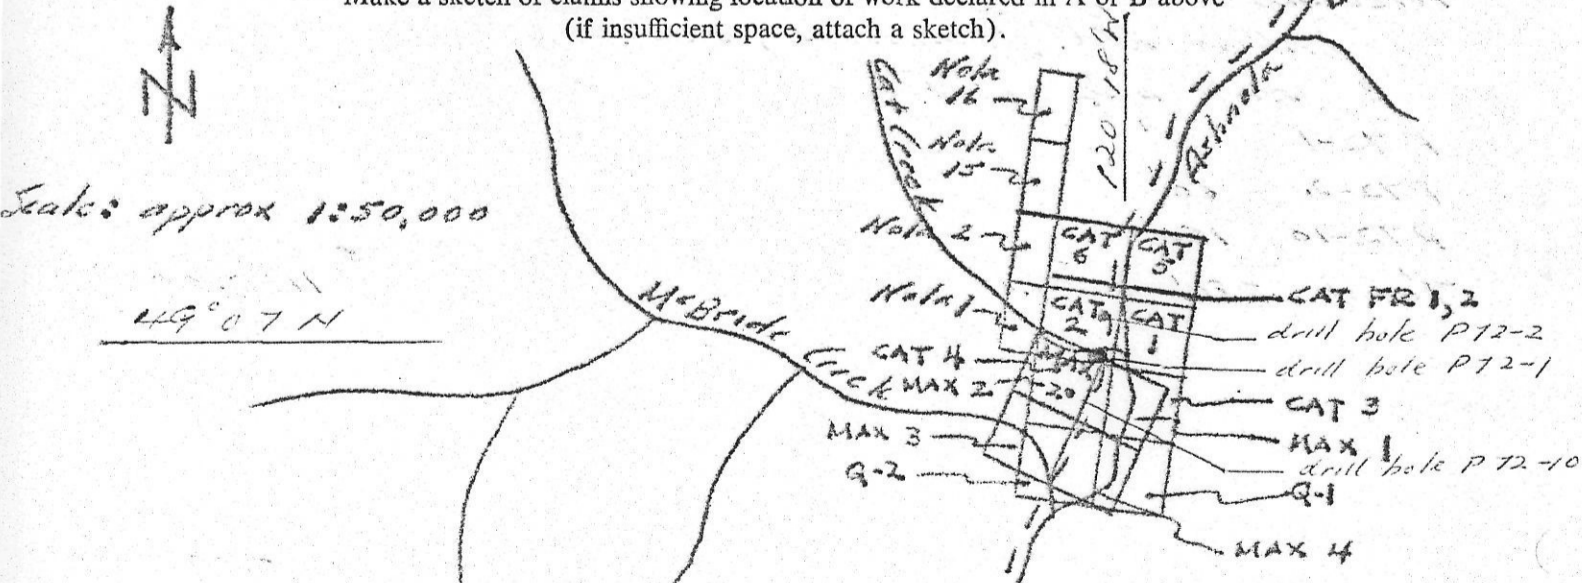 Make a sketch of claims showing location of work declared in A or B above
(if insufficient space, attach a sketch).
N
Scale: approx 1:50,000
49°07N
120°18'W
Ashnola
Cat Creek
McBride Creek
Nola
16
Nola
15
Nola 2
Nola 1
CAT
6
CAT
5
CAT
2
CAT
1
CAT FR 1,2
drill hole P72-2
drill hole P72-1
CAT 4
MAX 2
CAT 3
MAX 3
MAX 1
drill hole P72-10
Q-2
Q-1
MAX 4